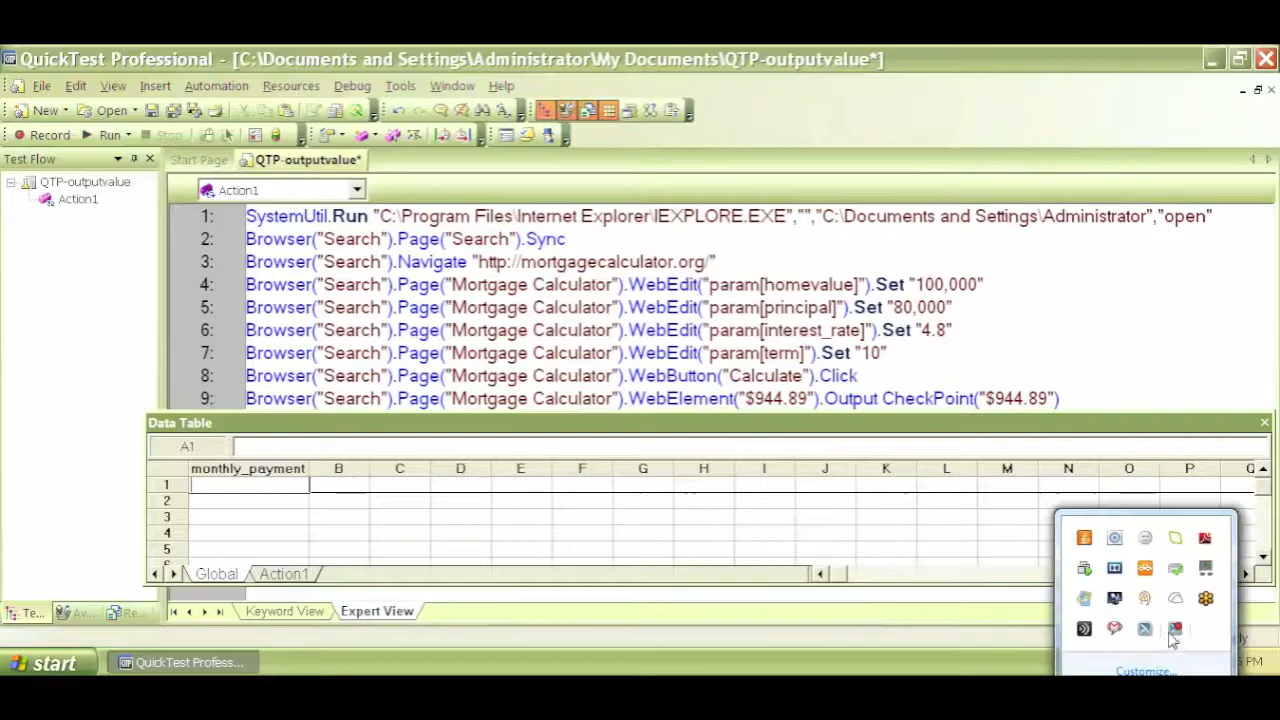 QuickTest Professional - [C:\Documents and Settings\Administrator\My Documents\QTP-outputvalue*]
File Edit View Insert Automation Resources Debug Tools Window Help
New Open
Record Run Stop
Test Flow
Start Page QTP-outputvalue*
QTP-outputvalue
Action1
Action1
1: SystemUtil.Run "C:\Program Files\Internet Explorer\IEXPLORE.EXE","","C:\Documents and Settings\Administrator","open"
2: Browser("Search").Page("Search").Sync
3: Browser("Search").Navigate "http://mortgagecalculator.org/"
4: Browser("Search").Page("Mortgage Calculator").WebEdit("param[homevalue]").Set "100,000"
5: Browser("Search").Page("Mortgage Calculator").WebEdit("param[principal]").Set "80,000"
6: Browser("Search").Page("Mortgage Calculator").WebEdit("param[interest_rate]").Set "4.8"
7: Browser("Search").Page("Mortgage Calculator").WebEdit("param[term]").Set "10"
8: Browser("Search").Page("Mortgage Calculator").WebButton("Calculate").Click
9: Browser("Search").Page("Mortgage Calculator").WebElement("$944.89").Output CheckPoint("$944.89")
Data Table
A1
monthly_payment B C D E F G H I J K L M N O P
1
2
3
4
5
Global Action1
Te... Av... Re...
Keyword View Expert View
start QuickTest Profess...
PM
Customize...